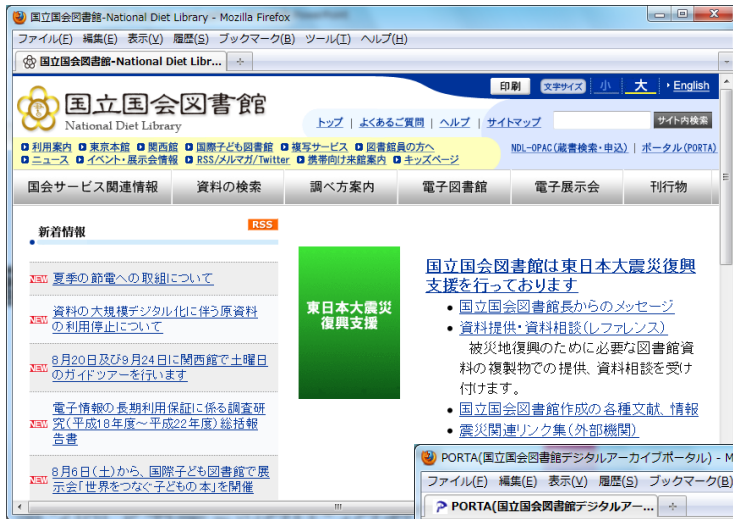 国立国会図書館-National Diet Library - Mozilla Firefox
ファイル(F) 編集(E) 表示(V) 履歴(S) ブックマーク(B) ツール(T) ヘルプ(H)
国立国会図書館-National Diet Libr...
印刷 文字サイズ 小 大 English
国立国会図書館
National Diet Library
トップ | よくあるご質問 | ヘルプ | サイトマップ サイト内検索
利用案内 東京本館 関西館 国際子ども図書館 複写サービス 図書館員の方へ
ニュース イベント・展示会情報 RSS/メルマガ/Twitter 携帯向け来館案内 キッズページ
NDL-OPAC(蔵書検索・申込) | ポータル(PORTA)
国会サービス関連情報 資料の検索 調べ方案内 電子図書館 電子展示会 刊行物
新着情報 RSS
NEW 夏季の節電への取組について
NEW 資料の大規模デジタル化に伴う原資料
の利用停止について
NEW 8月20日及び9月24日に関西館で土曜日
のガイドツアーを行います
NEW 電子情報の長期利用保証に係る調査研
究(平成18年度～平成22年度)総括報
告書
NEW 8月6日(土)から、国際子ども図書館で展
示会「世界をつなぐ子どもの本」を開催
東日本大震災
復興支援
国立国会図書館は東日本大震災復興
支援を行っております
国立国会図書館長からのメッセージ
資料提供・資料相談(レファレンス)
被災地復興のために必要な図書館資
料の複製物での提供、資料相談を受け
付けます。
国立国会図書館作成の各種文献、情報
震災関連リンク集(外部機関)
PORTA(国立国会図書館デジタルアーカイブポータル) - M
ファイル(F) 編集(E) 表示(V) 履歴(S) ブックマーク(B)
PORTA(国立国会図書館デジタルアー...